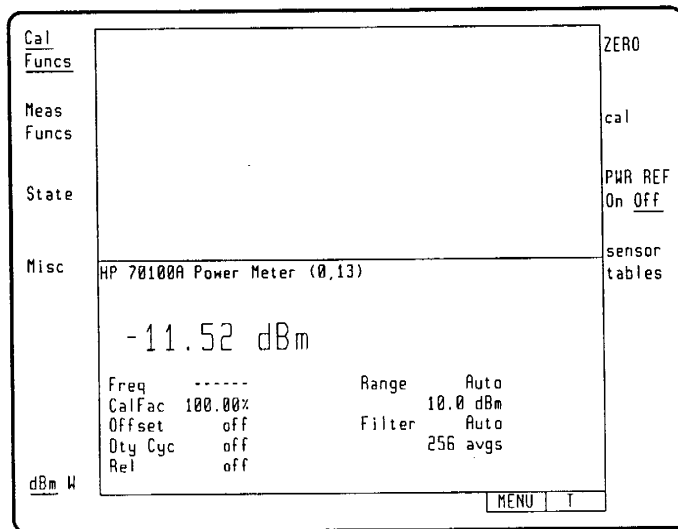 Cal
Funcs
Meas
Funcs
State
Misc
dBm W
ZERO
cal
PWR REF
On Off
sensor
tables
HP 70100A Power Meter (0,13)
-11.52 dBm
Freq ------
CalFac 100.00%
Offset off
Dty Cyc off
Rel off
Range Auto
10.0 dBm
Filter Auto
256 avgs
MENU T